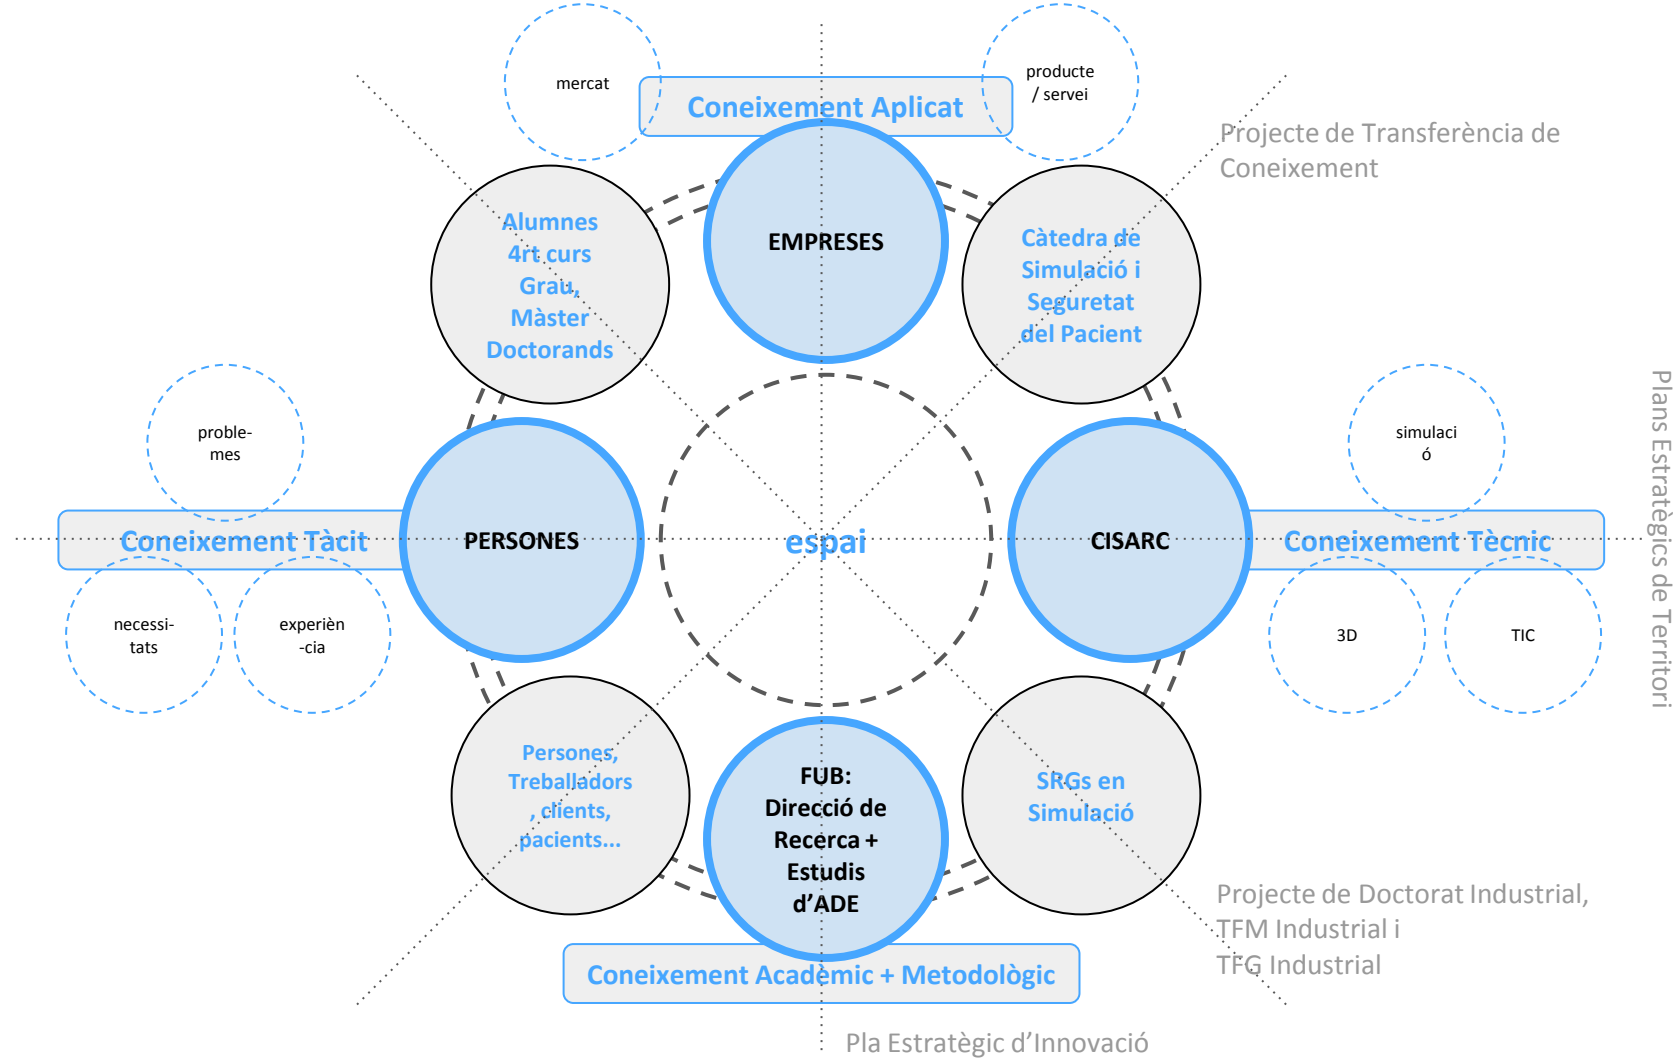 mercat
producte
/ servei
Coneixement Aplicat
Projecte de Transferència de
Coneixement
Alumnes
4rt curs
Grau,
Màster
Doctorands
EMPRESES
Càtedra de
Simulació i
Seguretat
del Pacient
proble-
mes
simulaci
ó
Plans Estratègics de Territori
Coneixement Tàcit
PERSONES
espai
CISARC
Coneixement Tècnic
necessi-
tats
experièn
-cia
3D
TIC
Persones,
Treballadors
, clients,
pacients...
FUB:
Direcció de
Recerca +
Estudis
d’ADE
SRGs en
Simulació
Projecte de Doctorat Industrial,
TFM Industrial i
TFG Industrial
Coneixement Acadèmic + Metodològic
Pla Estratègic d’Innovació